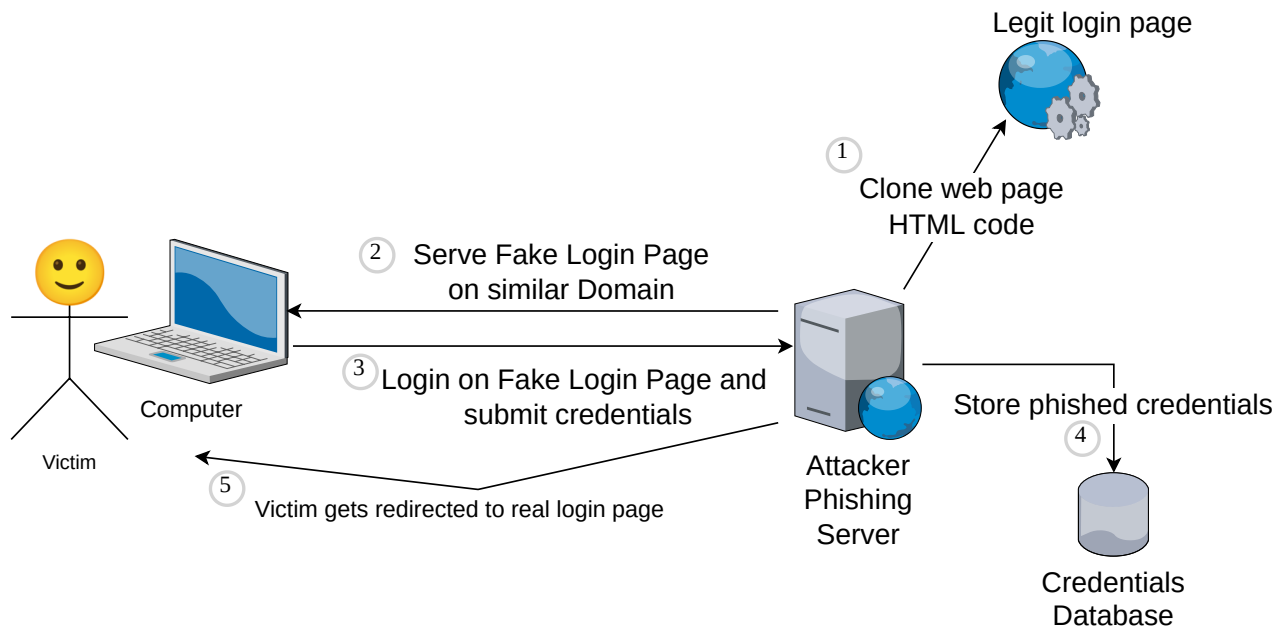 Legit login page
1
Clone web page
HTML code
2
Serve Fake Login Page
on similar Domain
3
Login on Fake Login Page and
submit credentials
Computer
Victim
Store phished credentials
4
5
Victim gets redirected to real login page
Attacker
Phishing
Server
Credentials
Database